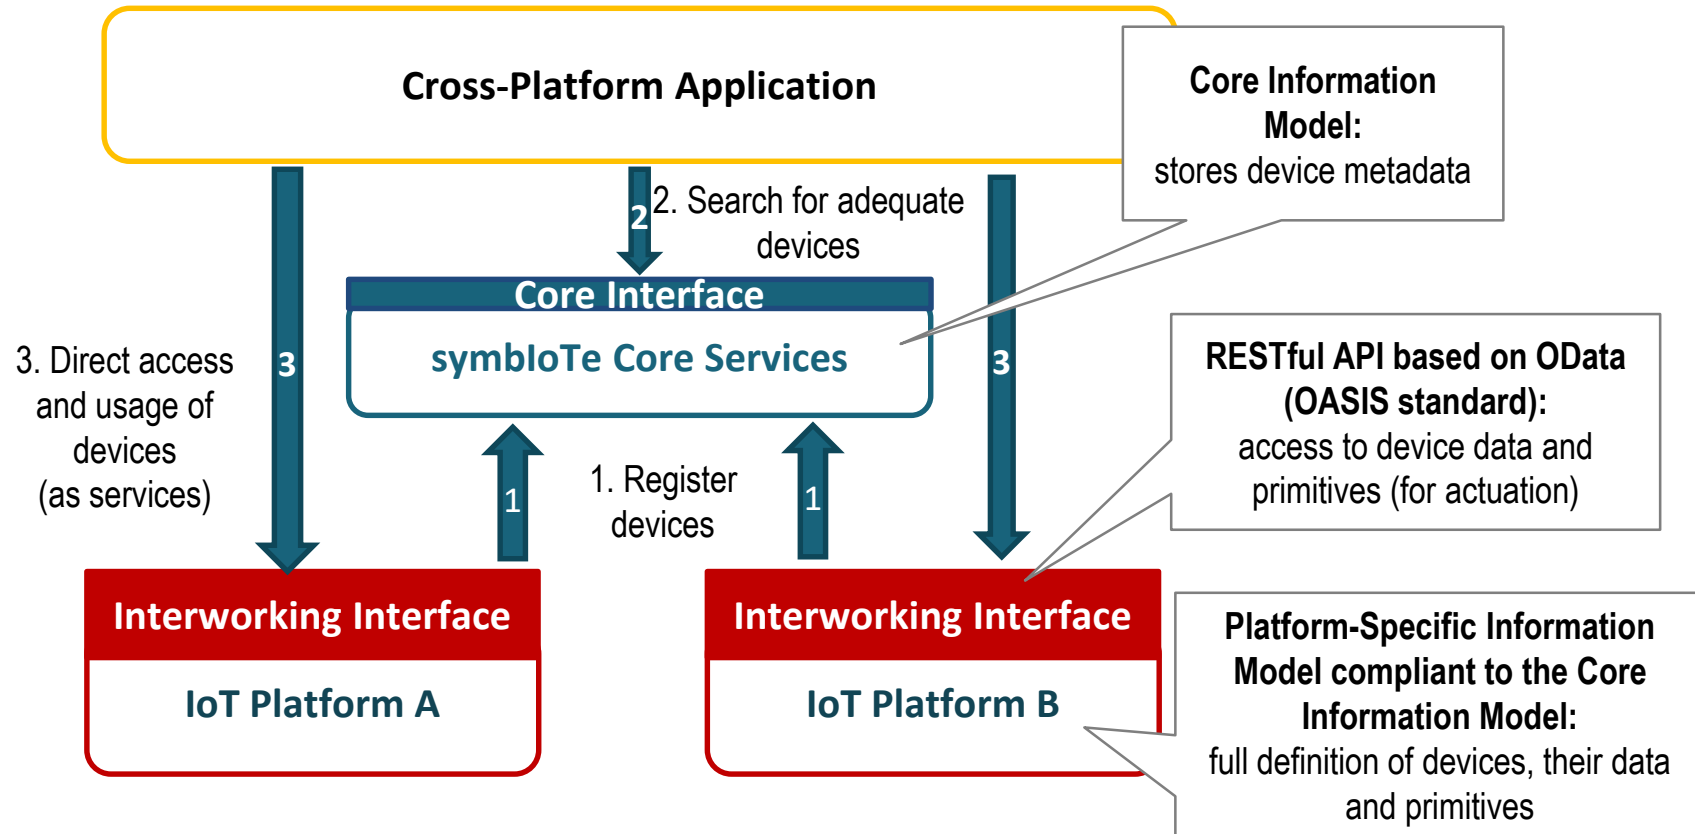 Cross-Platform Application
Core Information
Model:
stores device metadata
2
2. Search for adequate
devices
Core Interface
symbIoTe Core Services
3. Direct access
and usage of
devices
(as services)
3
3
RESTful API based on OData
(OASIS standard):
access to device data and
primitives (for actuation)
1
1. Register
devices
1
Interworking Interface
IoT Platform A
Interworking Interface
IoT Platform B
Platform-Specific Information
Model compliant to the Core
Information Model:
full definition of devices, their data
and primitives